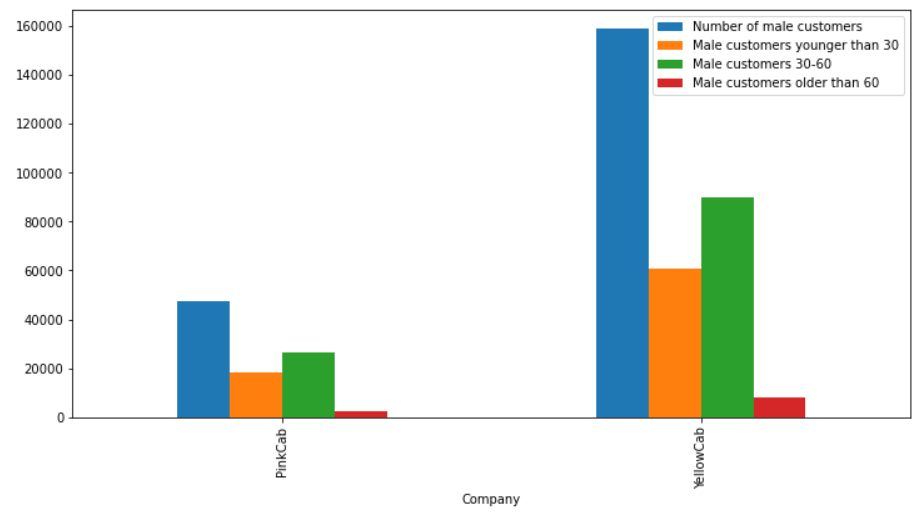 160000
140000
120000
100000
80000
60000
40000
20000
0
Number of male customers
Male customers younger than 30
Male customers 30-60
Male customers older than 60
PinkCab
YellowCab
Company